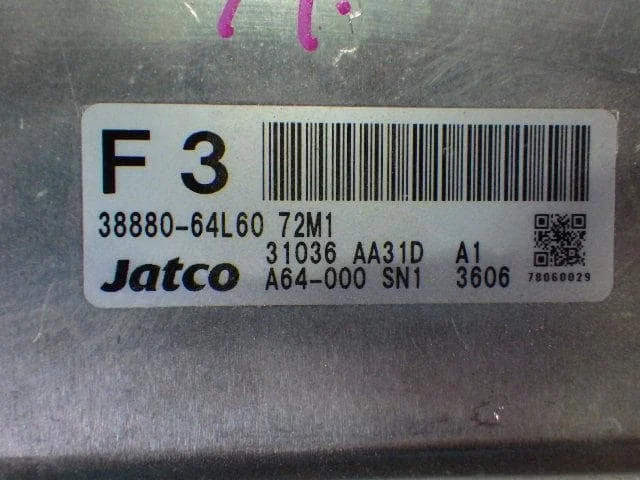 F 3
38880-64L60 72M1
31036 AA31D A1
Jatco A64-000 SN1 3606
78060029